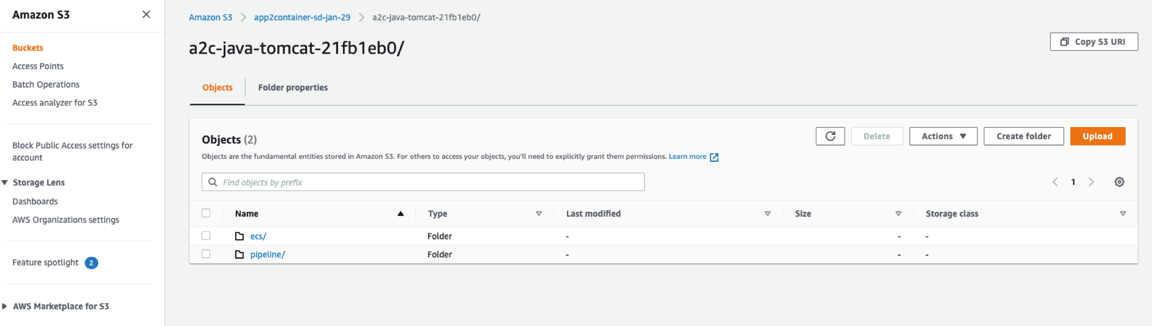 Amazon S3
Buckets
Access Points
Batch Operations
Access analyzer for S3
Block Public Access settings for
account
Storage Lens
Dashboards
AWS Organizations settings
Feature spotlight 2
AWS Marketplace for S3
Amazon S3 > app2container-sd-jan-29 > a2c-java-tomcat-21fb1eb0/
a2c-java-tomcat-21fb1eb0/
Copy S3 URI
Objects Folder properties
Objects (2)
Delete Actions Create folder Upload
Objects are the fundamental entities stored in Amazon S3. For others to access your objects, you'll need to explicitly grant them permissions. Learn more
Find objects by prefix
1
Name Type Last modified Size Storage class
ecs/ Folder - - -
pipeline/ Folder - - -